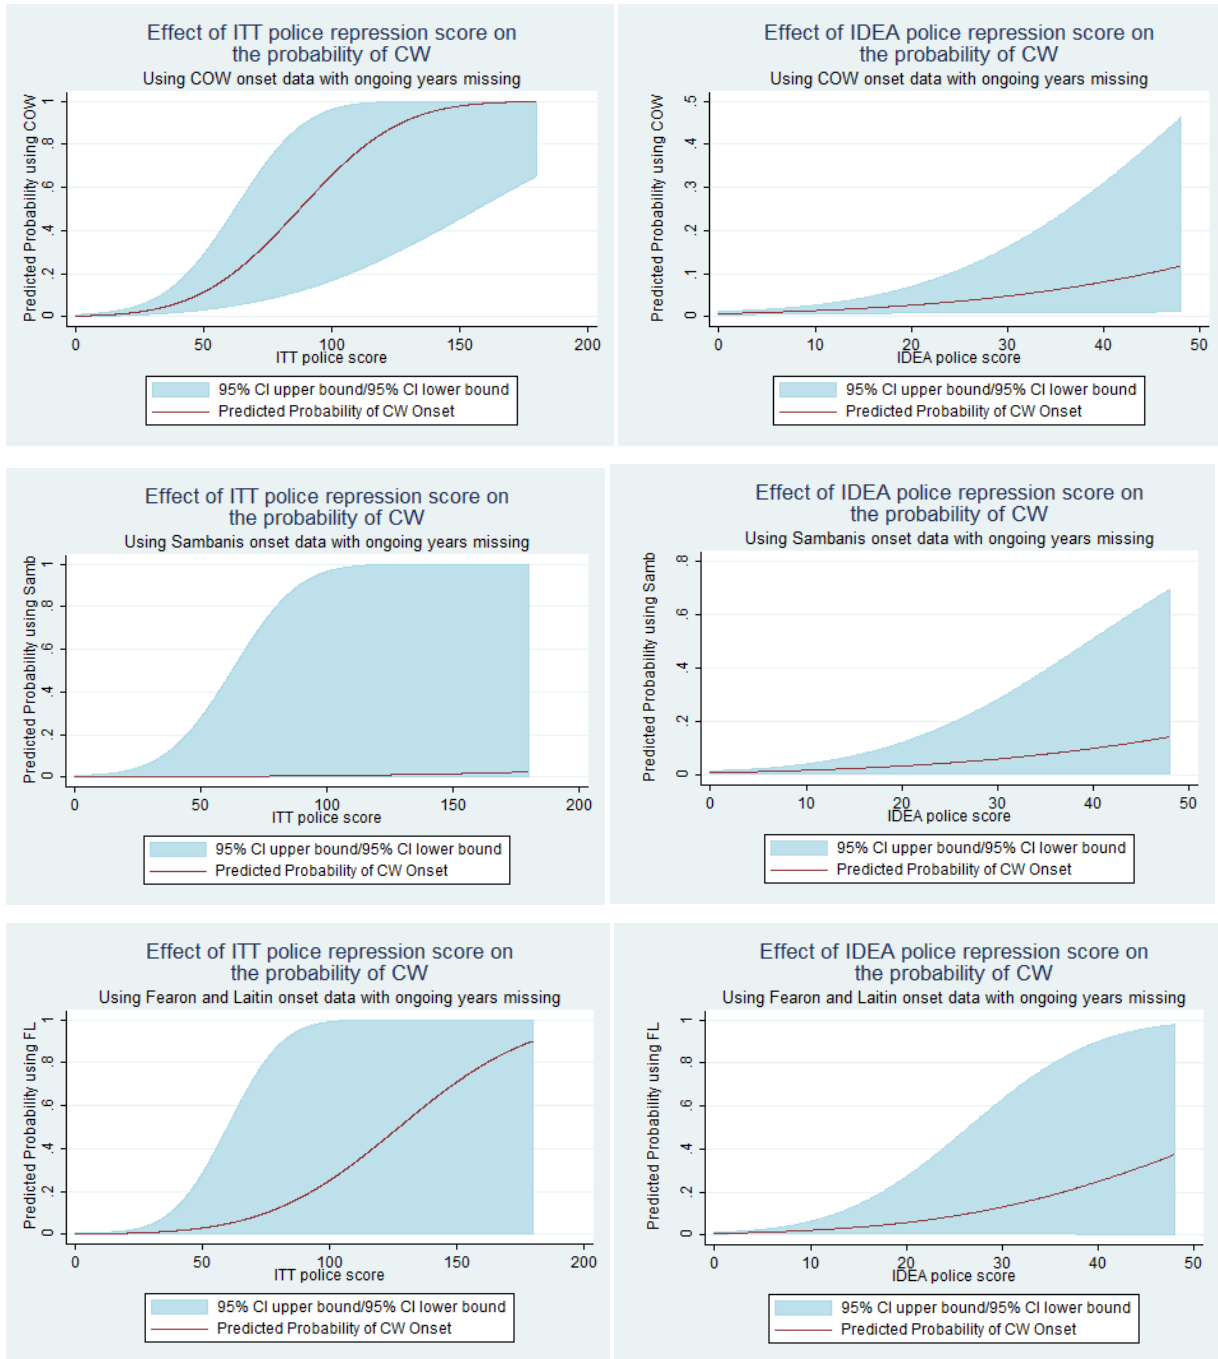 Effect of ITT police repression score on
the probability of CW
Using COW onset data with ongoing years missing
Predicted Probability using COW
1
.8
.6
.4
.2
0
0 50 100 150 200
ITT police score
95% CI upper bound/95% CI lower bound
Predicted Probability of CW Onset
Effect of IDEA police repression score on
the probability of CW
Using COW onset data with ongoing years missing
Predicted Probability using COW
.5
.4
.3
.2
.1
0
0 10 20 30 40 50
IDEA police score
95% CI upper bound/95% CI lower bound
Predicted Probability of CW Onset
Effect of ITT police repression score on
the probability of CW
Using Sambanis onset data with ongoing years missing
Predicted Probability using Samb
1
.8
.6
.4
.2
0
0 50 100 150 200
ITT police score
95% CI upper bound/95% CI lower bound
Predicted Probability of CW Onset
Effect of IDEA police repression score on
the probability of CW
Using Sambanis onset data with ongoing years missing
Predicted Probability using Samb
.8
.6
.4
.2
0
0 10 20 30 40 50
IDEA police score
95% CI upper bound/95% CI lower bound
Predicted Probability of CW Onset
Effect of ITT police repression score on
the probability of CW
Using Fearon and Laitin onset data with ongoing years missing
Predicted Probability using FL
1
.8
.6
.4
.2
0
0 50 100 150 200
ITT police score
95% CI upper bound/95% CI lower bound
Predicted Probability of CW Onset
Effect of IDEA police repression score on
the probability of CW
Using Fearon and Laitin onset data with ongoing years missing
Predicted Probability using FL
1
.8
.6
.4
.2
0
0 10 20 30 40 50
IDEA police score
95% CI upper bound/95% CI lower bound
Predicted Probability of CW Onset